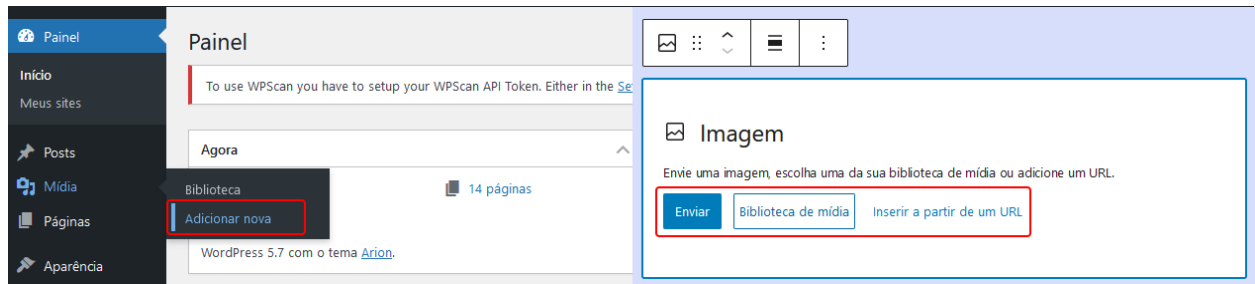 Painel
Início
Meus sites
Posts
Mídia
Páginas
Aparência
Biblioteca
Adicionar nova
Painel
To use WPScan you have to setup your WPScan API Token. Either in the
Agora
14 páginas
WordPress 5.7 com o tema Arion.
Imagem
Envie uma imagem, escolha uma da sua biblioteca de mídia ou adicione um URL.
Enviar Biblioteca de mídia Inserir a partir de um URL